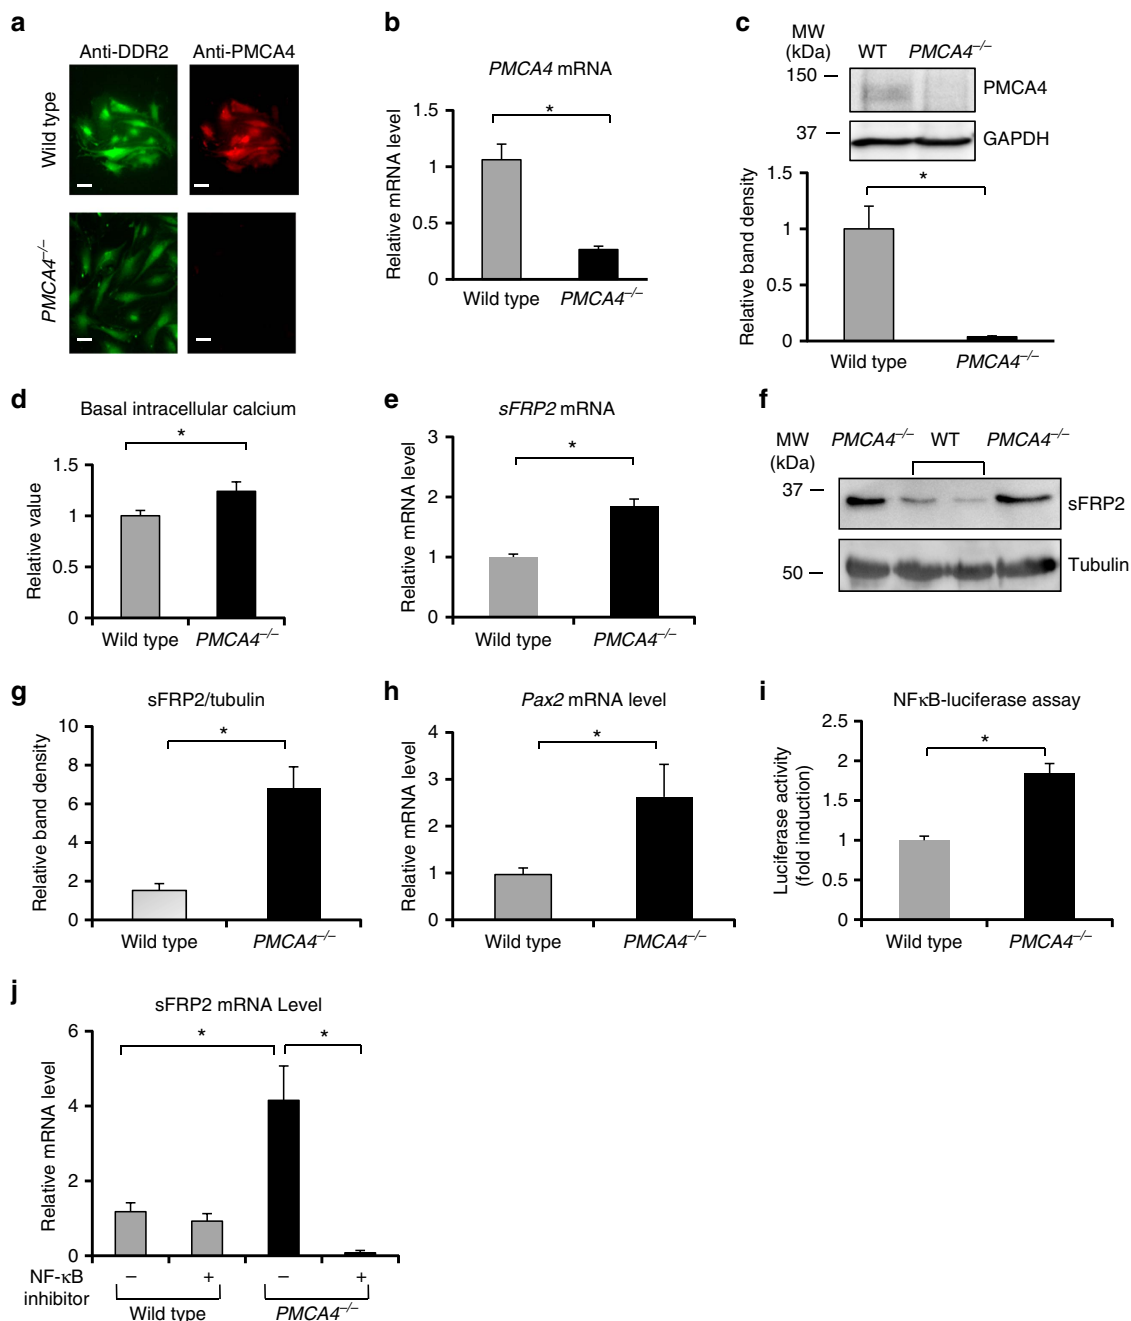 a
Anti-DDR2 Anti-PMCA4
Wild type
PMCA4–/–
b
PMCA4 mRNA
Relative mRNA level
1.5
1
0.5
0
*
Wild type PMCA4–/–
c
MW
(kDa)
WT PMCA4–/–
150
PMCA4
37
GAPDH
Relative band density
1.5
1
0.5
0
*
Wild type PMCA4–/–
d
Basal intracellular calcium
Relative value
1.5
1
0.5
0
*
Wild type PMCA4–/–
e
sFRP2 mRNA
Relative mRNA level
3
2
1
0
*
Wild type PMCA4–/–
f
MW
(kDa)
PMCA4–/– WT PMCA4–/–
37
sFRP2
50
Tubulin
g
sFRP2/tubulin
Relative band density
10
8
6
4
2
0
*
Wild type PMCA4–/–
h
Pax2 mRNA level
Relative mRNA level
4
3
2
1
0
*
Wild type PMCA4–/–
i
NFκB-luciferase assay
Luciferase activity
(fold induction)
2.5
2
1.5
1
0.5
0
*
Wild type PMCA4–/–
j
sFRP2 mRNA Level
Relative mRNA level
6
4
2
0
* *
NF-κB
inhibitor
– + – +
Wild type PMCA4–/–